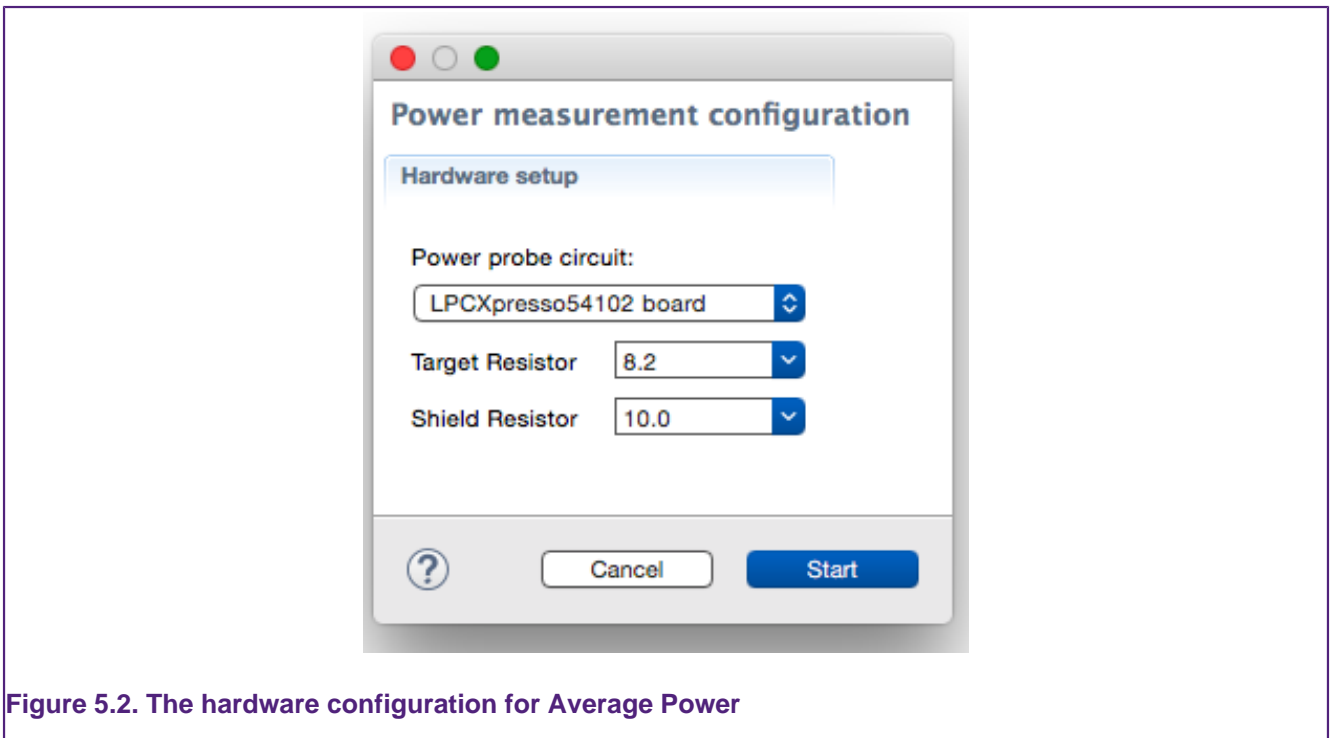 Power measurement configuration
Hardware setup
Power probe circuit:
LPCXpresso54102 board
Target Resistor 8.2
Shield Resistor 10.0
? Cancel Start
Figure 5.2. The hardware configuration for Average Power